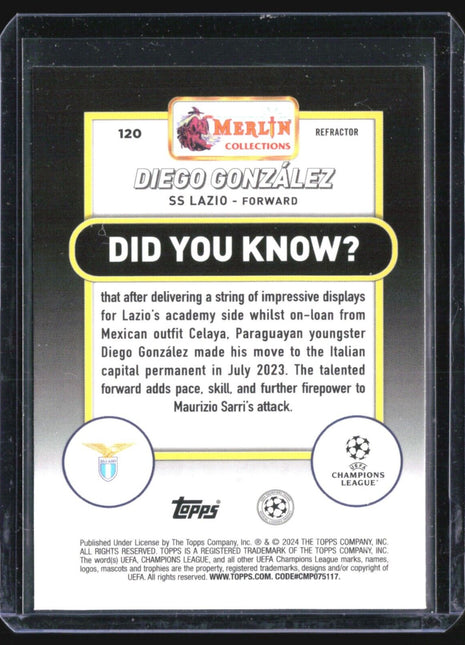 120
MERLIN
COLLECTIONS
REFRACTOR
DIEGO GONZÁLEZ
SS LAZIO - FORWARD
DID YOU KNOW?
that after delivering a string of impressive displays
for Lazio's academy side whilst on-loan from
Mexican outfit Celaya, Paraguayan youngster
Diego González made his move to the Italian
capital permanent in July 2023. The talented
forward adds pace, skill, and further firepower to
Maurizio Sarri's attack.
S.S.LAZIO
UEFA
CHAMPIONS
LEAGUE
Topps
Published Under License by The Topps Company, Inc. ® & © 2024 THE TOPPS COMPANY, INC.
ALL RIGHTS RESERVED. TOPPS IS A REGISTERED TRADEMARK OF THE TOPPS COMPANY, INC.
The word(s) UEFA, CHAMPIONS LEAGUE, and all other UEFA Champions League marks, names,
logos, mascots and trophies are the property, registered trademarks, designs and/or copyright of
UEFA. All rights reserved. WWW.TOPPS.COM. CODE#CMP075117.